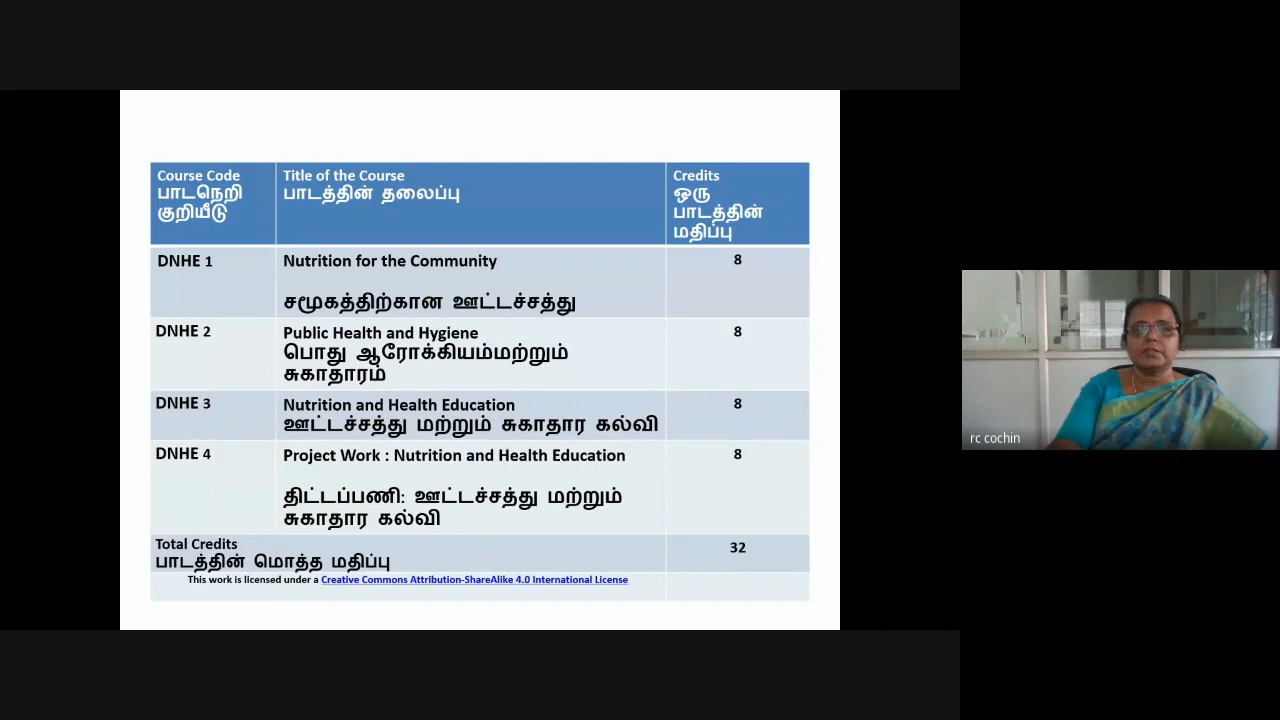 Course Code
பாடநெறி
குறியீடு
Title of the Course
பாடத்தின் தலைப்பு
Credits
ஒரு
பாடத்தின்
மதிப்பு
DNHE 1
Nutrition for the Community
சமூகத்திற்கான ஊட்டச்சத்து
8
DNHE 2
Public Health and Hygiene
பொது ஆரோக்கியம்மற்றும்
சுகாதாரம்
8
DNHE 3
Nutrition and Health Education
ஊட்டச்சத்து மற்றும் சுகாதார கல்வி
8
DNHE 4
Project Work : Nutrition and Health Education
திட்டப்பணி: ஊட்டச்சத்து மற்றும்
சுகாதார கல்வி
8
Total Credits
பாடத்தின் மொத்த மதிப்பு
32
This work is licensed under a Creative Commons Attribution-ShareAlike 4.0 International License
rc cochin